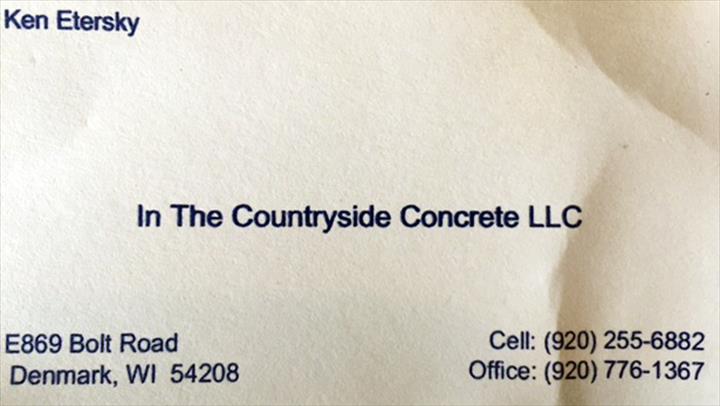 Ken Etersky
In The Countryside Concrete LLC
E869 Bolt Road
Denmark, WI 54208
Cell: (920) 255-6882
Office: (920) 776-1367